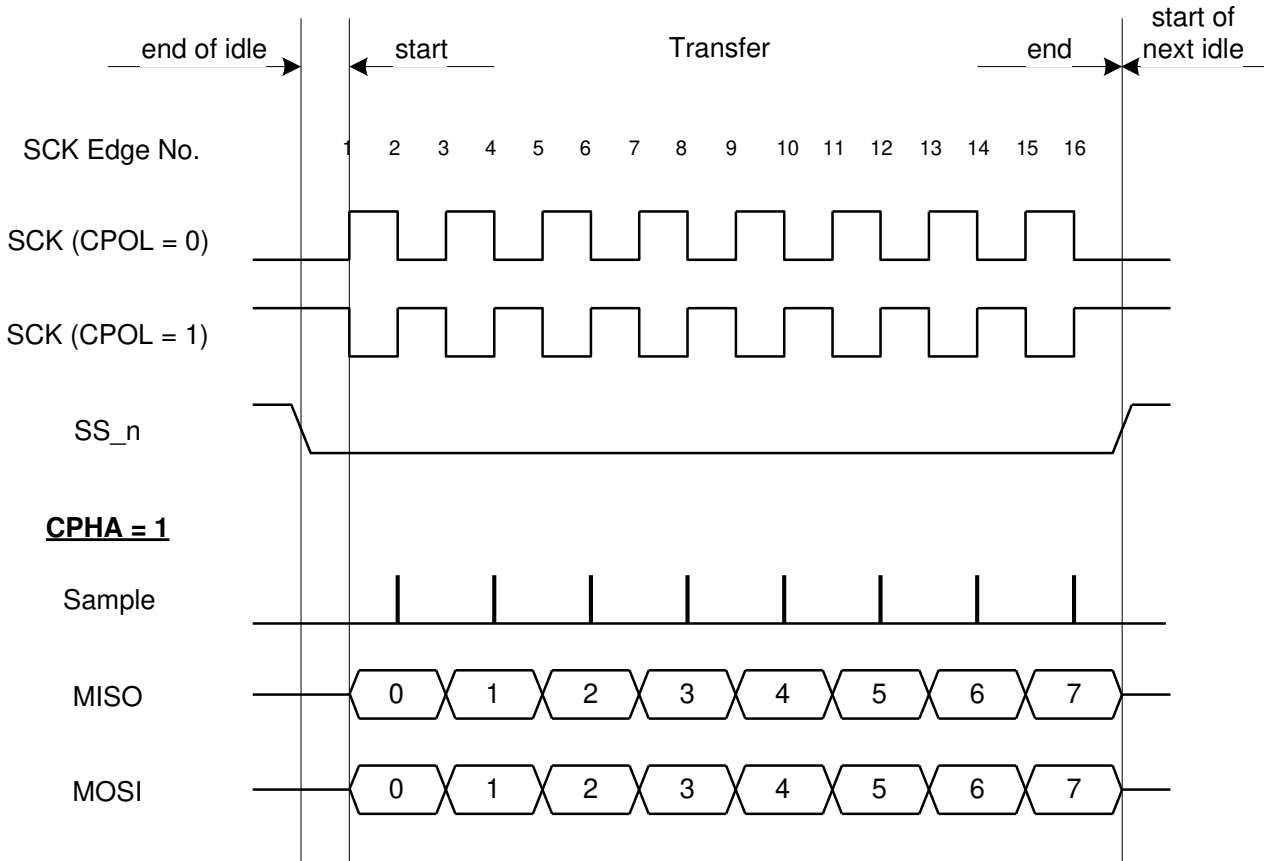 start of
end of idle start Transfer end next idle
SCK Edge No. 1 2 3 4 5 6 7 8 9 10 11 12 13 14 15 16
SCK (CPOL = 0)
SCK (CPOL = 1)
SS_n
CPHA = 1
Sample
MISO 0 1 2 3 4 5 6 7
MOSI 0 1 2 3 4 5 6 7